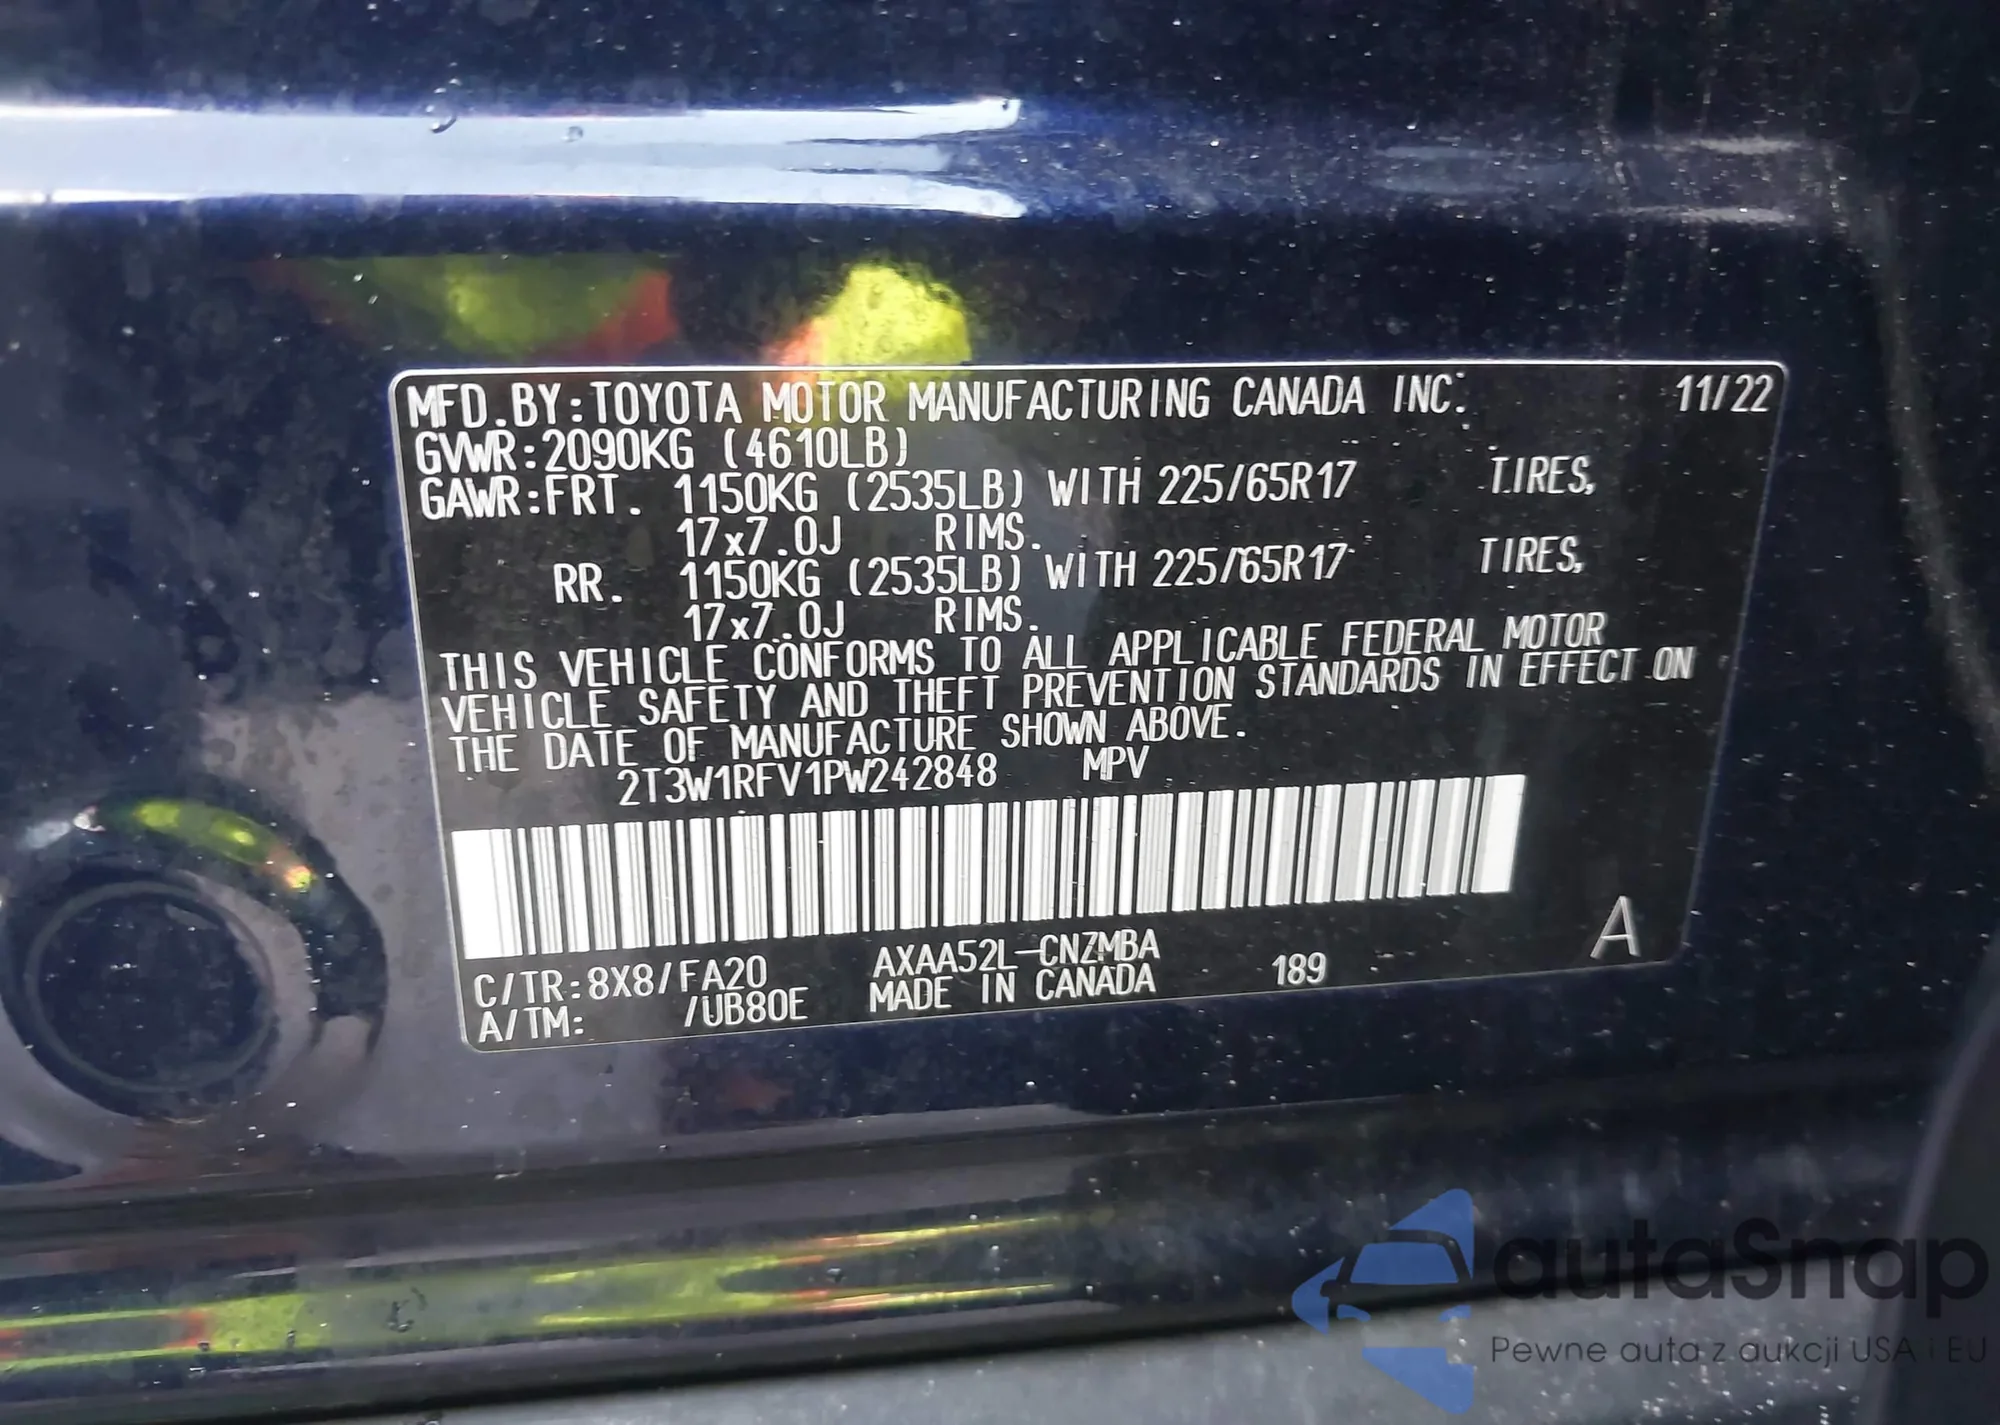 MFD.BY:TOYOTA MOTOR MANUFACTURING CANADA INC. 11/22
GVWR:2090KG (4610LB)
GAWR:FRT. 1150KG (2535LB) WITH 225/65R17 TIRES,
17x7.0J RIMS.
RR. 1150KG (2535LB) WITH 225/65R17 TIRES,
17x7.0J RIMS.
THIS VEHICLE CONFORMS TO ALL APPLICABLE FEDERAL MOTOR
VEHICLE SAFETY AND THEFT PREVENTION STANDARDS IN EFFECT ON
THE DATE OF MANUFACTURE SHOWN ABOVE.
2T3W1RFV1PW242848 MPV
C/TR:8X8/FA20 AXAA52L-CNZMBA 189 A
A/TM: /UB80E MADE IN CANADA
autaSnap
Pewne auta z aukcji USA i EU